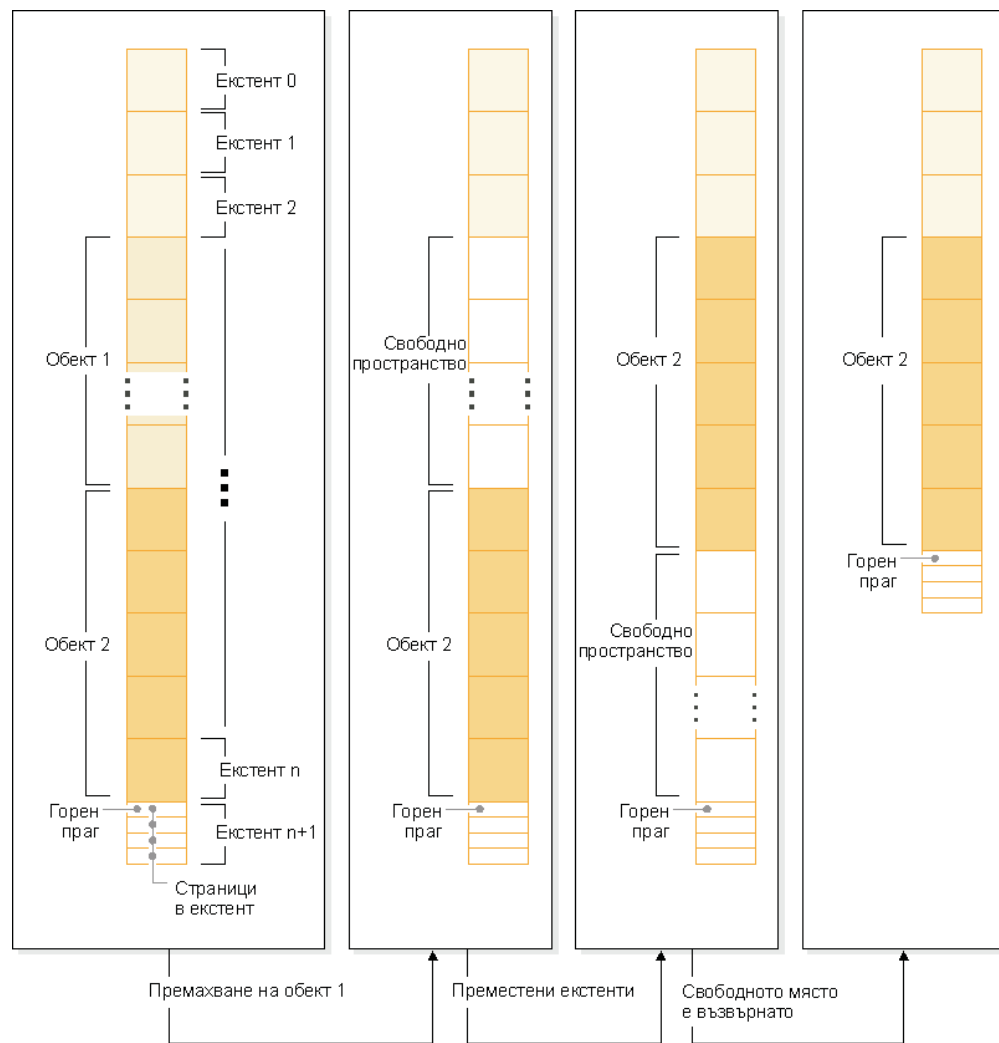 Екстент 0
Екстент 1
Екстент 2
Обект 1
Обект 2
Екстент n
Горен
праг
Екстент n+1
Страници
в екстент
Свободно
пространство
Обект 2
Горен
праг
Обект 2
Свободно
пространство
Горен
праг
Обект 2
Горен
праг
Премахване на обект 1
Преместени екстенти
Свободното място
е възвърнато